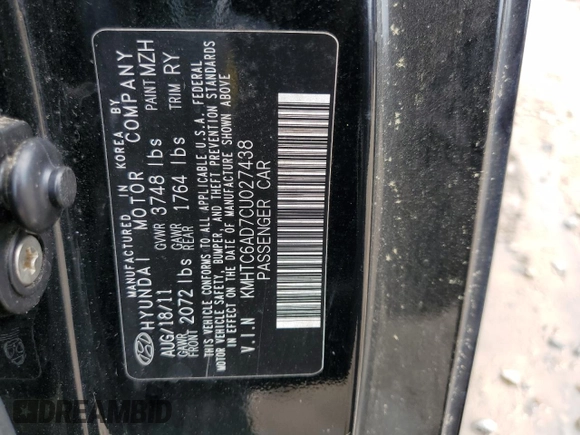 MANUFACTURED IN KOREA BY
HYUNDAI MOTOR COMPANY
AUG/18/11 GVWR 3748 lbs PAINT MZH
GAWR FRONT 2072 lbs GAWR REAR 1764 lbs TRIM RY
THIS VEHICLE CONFORMS TO ALL APPLICABLE U.S.A. FEDERAL
MOTOR VEHICLE SAFETY, BUMPER, AND THEFT PREVENTION STANDARDS
IN EFFECT ON THE DATE OF MANUFACTURE SHOWN ABOVE
V.I.N KMHTC6AD7CU027438
PASSENGER CAR
DREAMBID